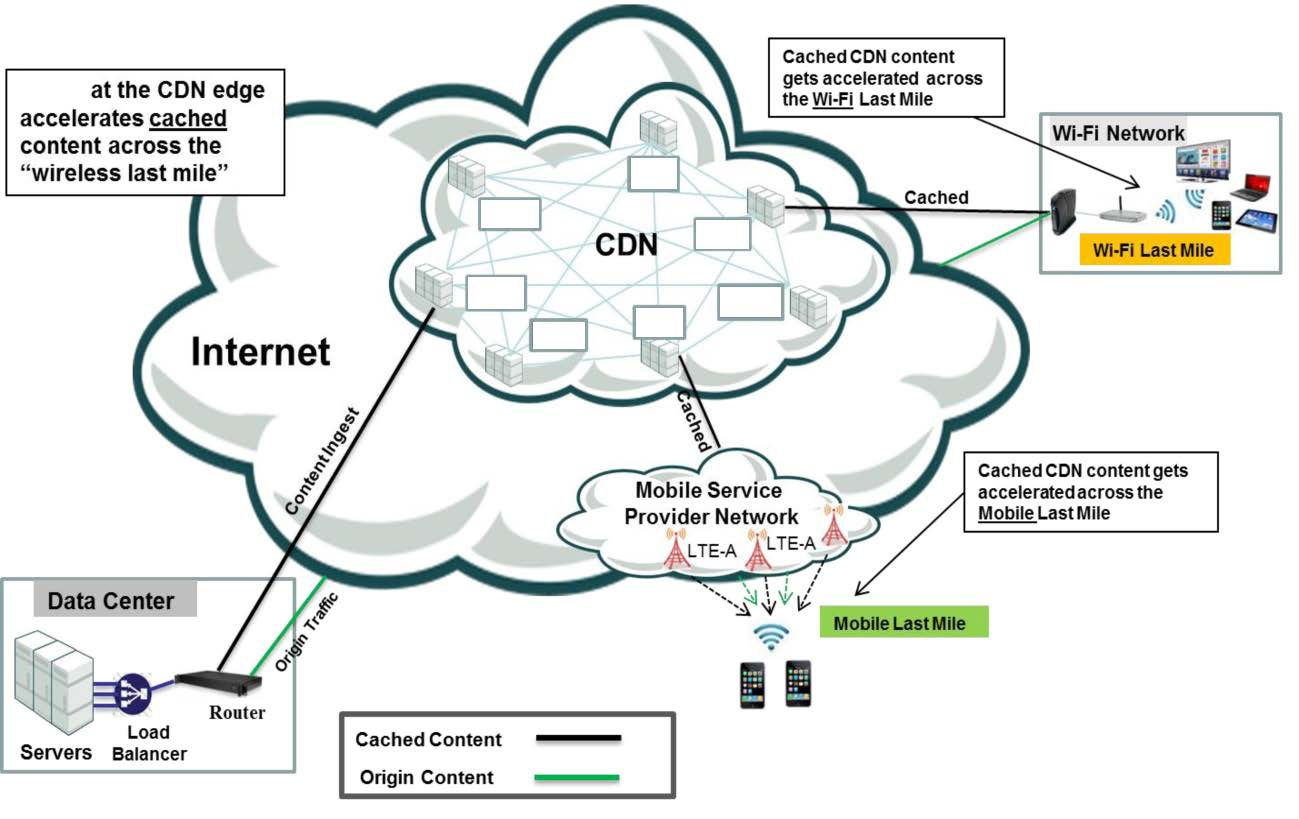 at the CDN edge
accelerates cached
content across the
“wireless last mile”
Cached CDN content
gets accelerated across
the Wi-Fi Last Mile
Wi-Fi Network
Wi-Fi Last Mile
Cached
CDN
Internet
Content Ingest
Cached
Mobile Service
Provider Network
LTE-A
LTE-A
Cached CDN content gets
accelerated across the
Mobile Last Mile
Mobile Last Mile
Data Center
Origin Traffic
Router
Load
Balancer
Servers
Cached Content
Origin Content